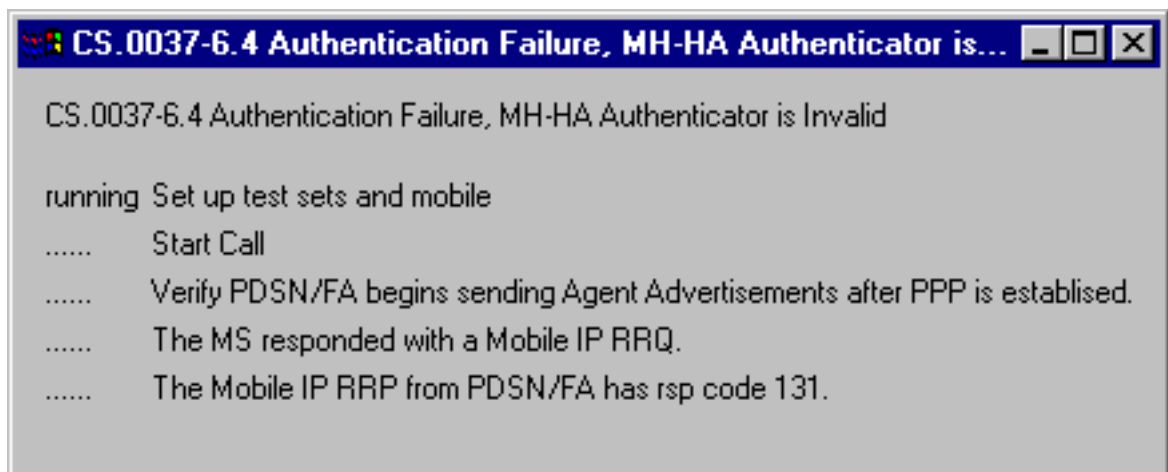 CS.0037-6.4 Authentication Failure, MH-HA Authenticator is...
CS.0037-6.4 Authentication Failure, MH-HA Authenticator is Invalid
running Set up test sets and mobile
...... Start Call
...... Verify PDSN/FA begins sending Agent Advertisements after PPP is establised.
...... The MS responded with a Mobile IP RRQ.
...... The Mobile IP RRP from PDSN/FA has rsp code 131.